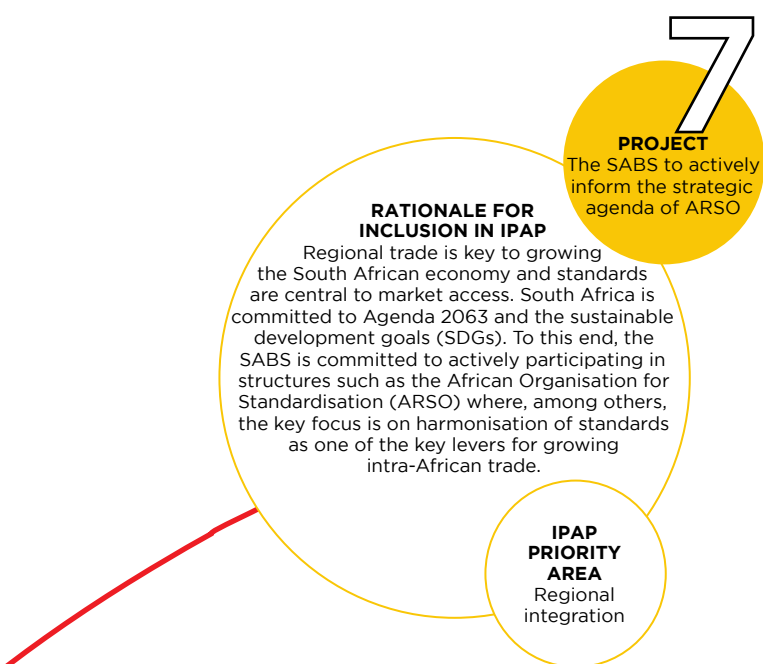 7
PROJECT
The SABS to actively
inform the strategic
agenda of ARSO
RATIONALE FOR
INCLUSION IN IPAP
Regional trade is key to growing
the South African economy and standards
are central to market access. South Africa is
committed to Agenda 2063 and the sustainable
development goals (SDGs). To this end, the
SABS is committed to actively participating in
structures such as the African Organisation for
Standardisation (ARSO) where, among others,
the key focus is on harmonisation of standards
as one of the key levers for growing
intra-African trade.
IPAP
PRIORITY
AREA
Regional
integration